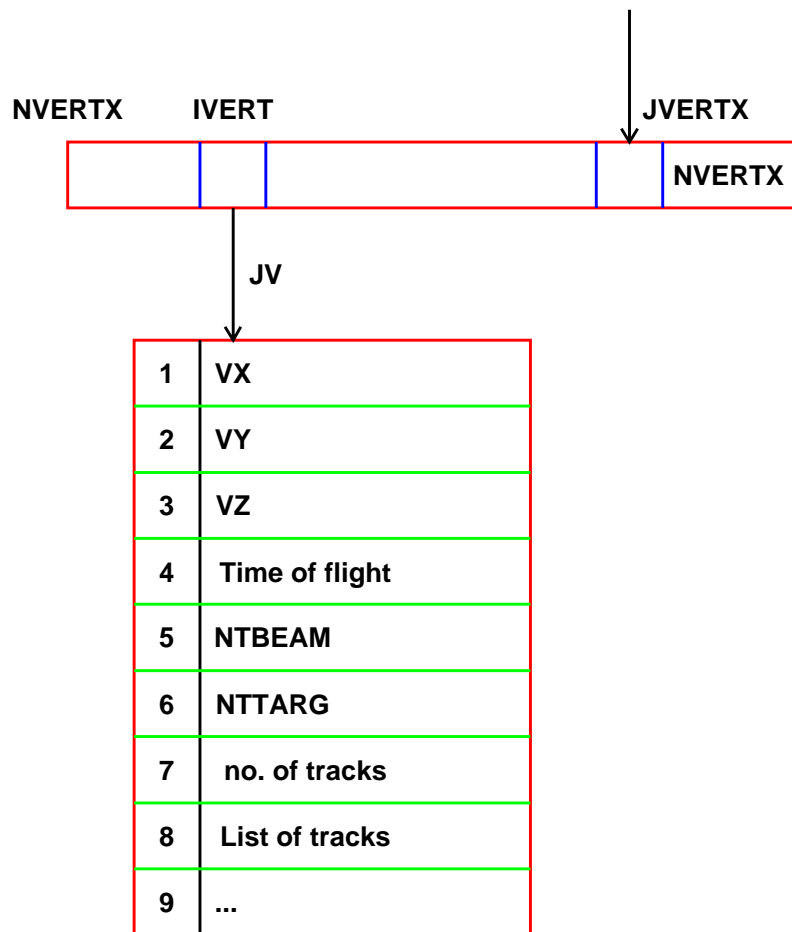 NVERTX IVERT JVERTX
NVERTX
JV
1 VX
2 VY
3 VZ
4 Time of flight
5 NTBEAM
6 NTTARG
7 no. of tracks
8 List of tracks
9 ...